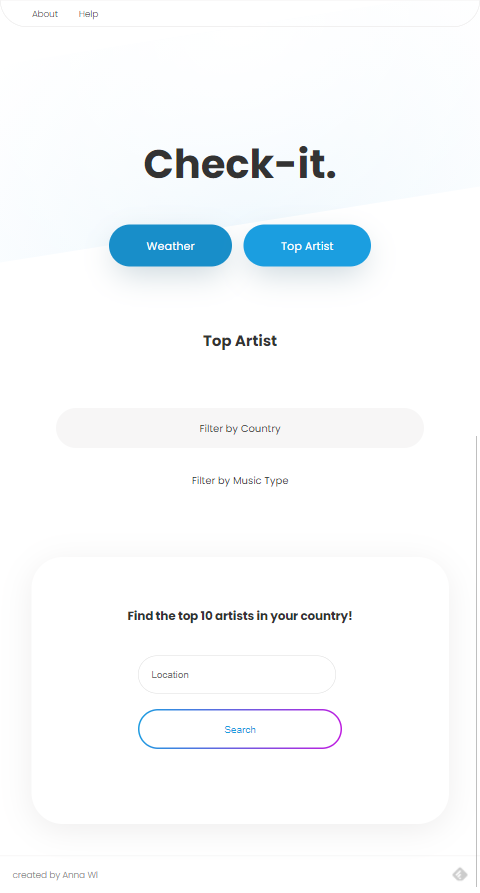 About Help
Check-it.
Weather Top Artist
Top Artist
Filter by Country
Filter by Music Type
Find the top 10 artists in your country!
Location
Search
created by Anna Wi